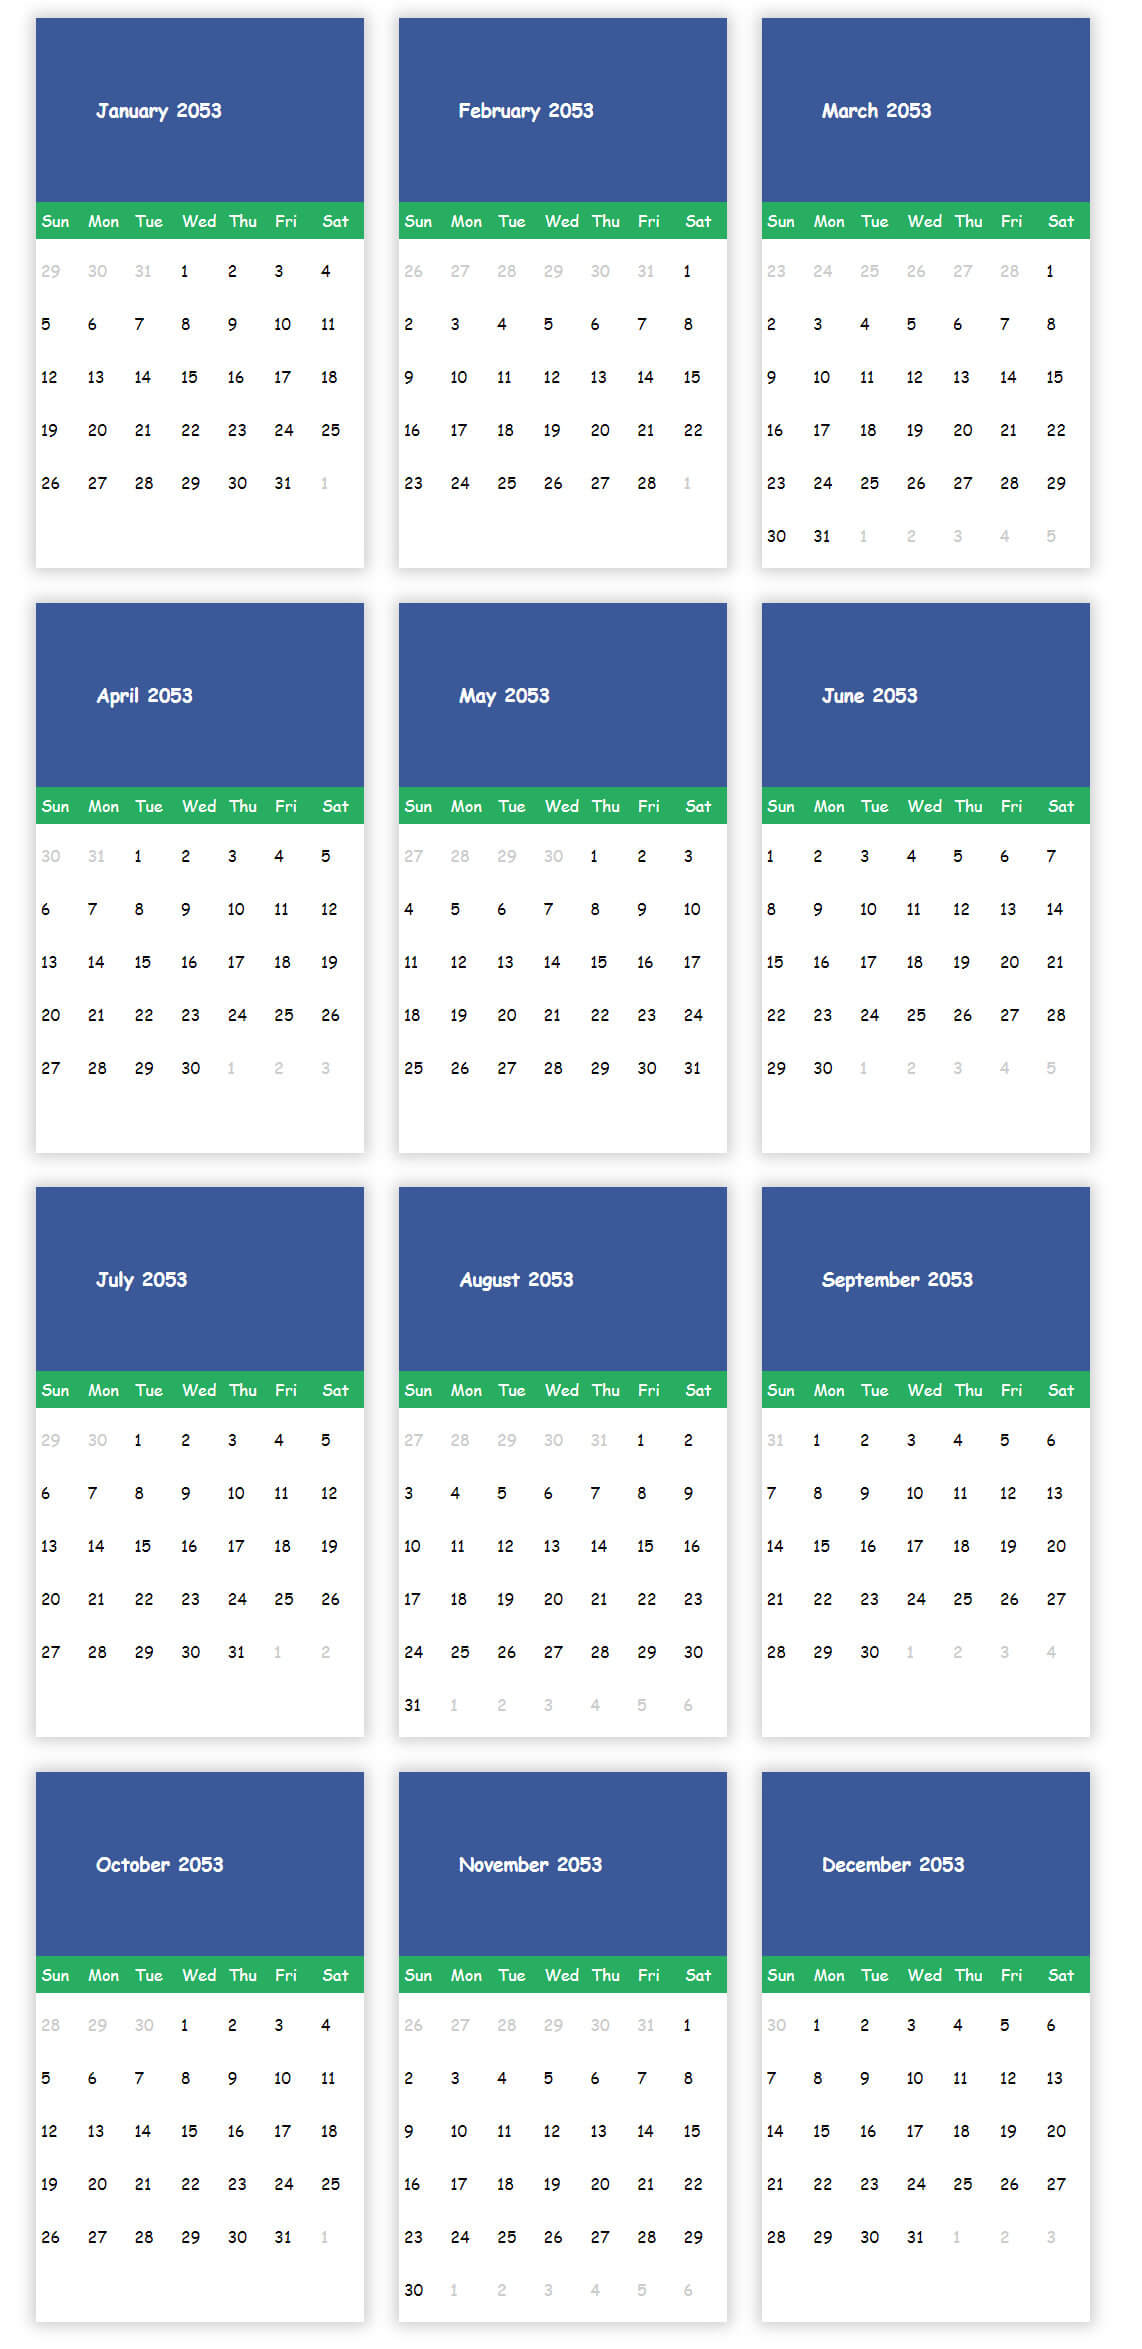 January 2053
Sun Mon Tue Wed Thu Fri Sat
29 30 31 1 2 3 4
5 6 7 8 9 10 11
12 13 14 15 16 17 18
19 20 21 22 23 24 25
26 27 28 29 30 31 1
February 2053
Sun Mon Tue Wed Thu Fri Sat
26 27 28 29 30 31 1
2 3 4 5 6 7 8
9 10 11 12 13 14 15
16 17 18 19 20 21 22
23 24 25 26 27 28 1
March 2053
Sun Mon Tue Wed Thu Fri Sat
23 24 25 26 27 28 1
2 3 4 5 6 7 8
9 10 11 12 13 14 15
16 17 18 19 20 21 22
23 24 25 26 27 28 29
30 31 1 2 3 4 5
April 2053
Sun Mon Tue Wed Thu Fri Sat
30 31 1 2 3 4 5
6 7 8 9 10 11 12
13 14 15 16 17 18 19
20 21 22 23 24 25 26
27 28 29 30 1 2 3
May 2053
Sun Mon Tue Wed Thu Fri Sat
27 28 29 30 1 2 3
4 5 6 7 8 9 10
11 12 13 14 15 16 17
18 19 20 21 22 23 24
25 26 27 28 29 30 31
June 2053
Sun Mon Tue Wed Thu Fri Sat
1 2 3 4 5 6 7
8 9 10 11 12 13 14
15 16 17 18 19 20 21
22 23 24 25 26 27 28
29 30 1 2 3 4 5
July 2053
Sun Mon Tue Wed Thu Fri Sat
29 30 1 2 3 4 5
6 7 8 9 10 11 12
13 14 15 16 17 18 19
20 21 22 23 24 25 26
27 28 29 30 31 1 2
August 2053
Sun Mon Tue Wed Thu Fri Sat
27 28 29 30 31 1 2
3 4 5 6 7 8 9
10 11 12 13 14 15 16
17 18 19 20 21 22 23
24 25 26 27 28 29 30
31 1 2 3 4 5 6
September 2053
Sun Mon Tue Wed Thu Fri Sat
31 1 2 3 4 5 6
7 8 9 10 11 12 13
14 15 16 17 18 19 20
21 22 23 24 25 26 27
28 29 30 1 2 3 4
October 2053
Sun Mon Tue Wed Thu Fri Sat
28 29 30 1 2 3 4
5 6 7 8 9 10 11
12 13 14 15 16 17 18
19 20 21 22 23 24 25
26 27 28 29 30 31 1
November 2053
Sun Mon Tue Wed Thu Fri Sat
26 27 28 29 30 31 1
2 3 4 5 6 7 8
9 10 11 12 13 14 15
16 17 18 19 20 21 22
23 24 25 26 27 28 29
30 1 2 3 4 5 6
December 2053
Sun Mon Tue Wed Thu Fri Sat
30 1 2 3 4 5 6
7 8 9 10 11 12 13
14 15 16 17 18 19 20
21 22 23 24 25 26 27
28 29 30 31 1 2 3